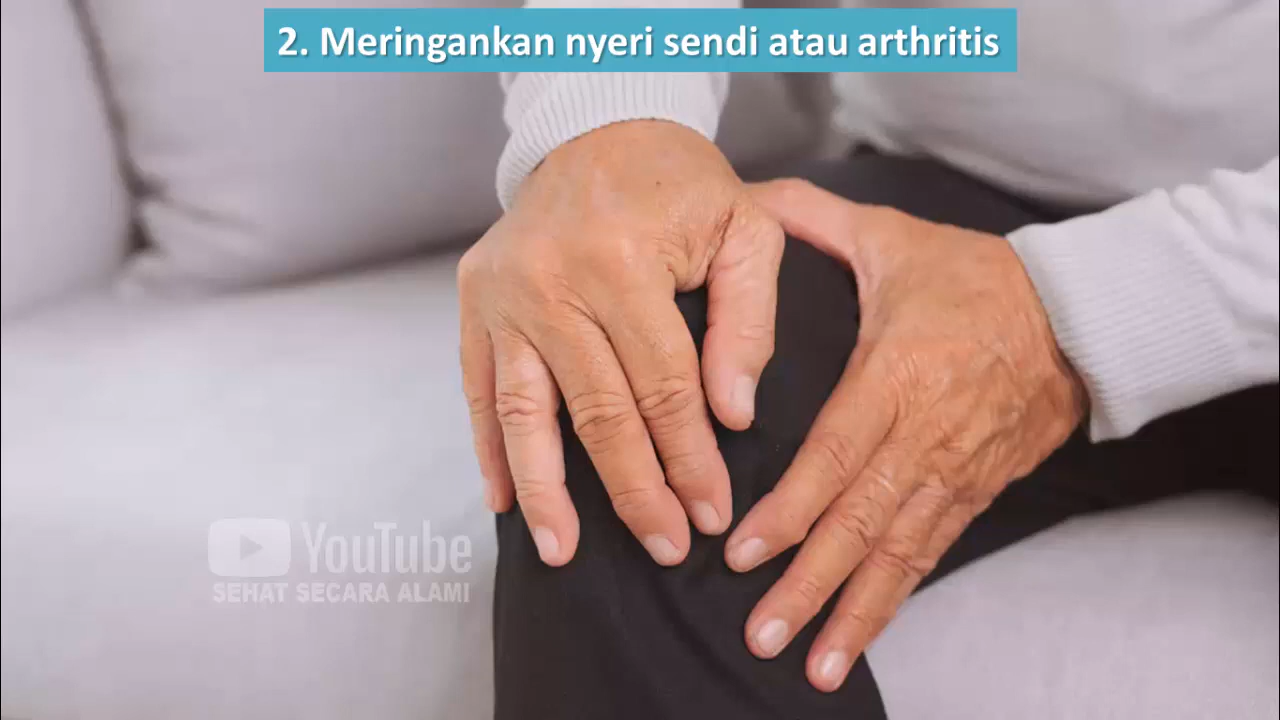 2. Meringankan nyeri sendi atau arthritis
YouTube
SEHAT SECARA ALAMI